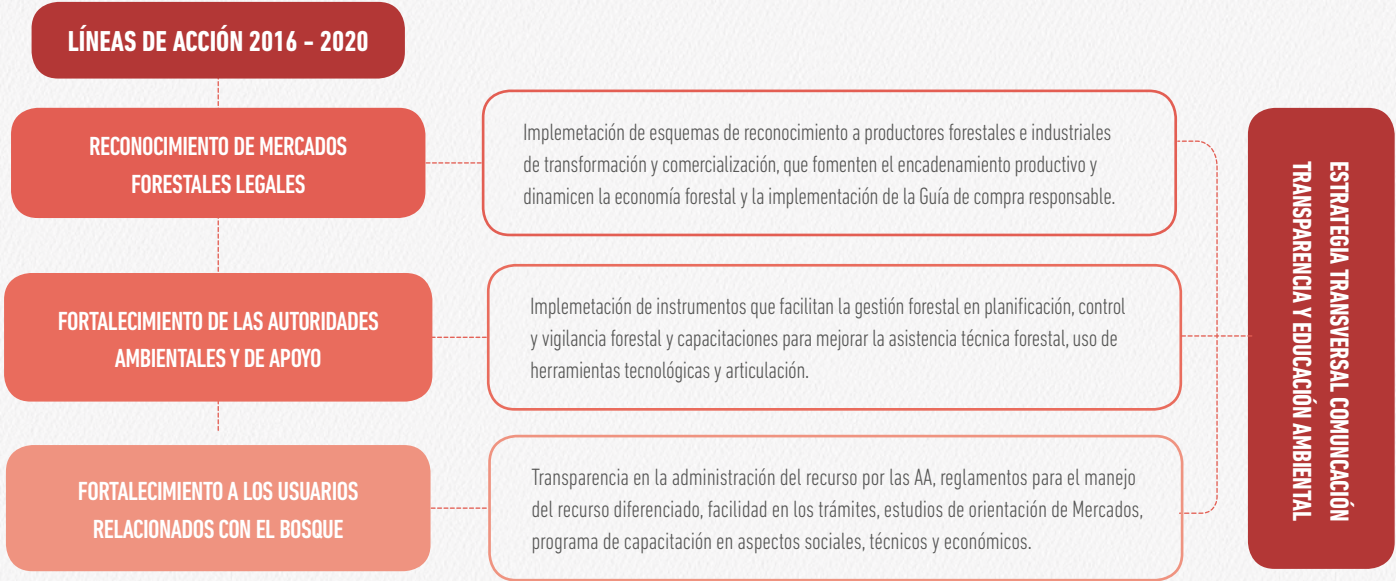 LÍNEAS DE ACCIÓN 2016 - 2020
RECONOCIMIENTO DE MERCADOS
FORESTALES LEGALES
Implemetación de esquemas de reconocimiento a productores forestales e industriales
de transformación y comercialización, que fomenten el encadenamiento productivo y
dinamicen la economía forestal y la implementación de la Guía de compra responsable.
FORTALECIMIENTO DE LAS AUTORIDADES
AMBIENTALES Y DE APOYO
Implemetación de instrumentos que facilitan la gestión forestal en planificación, control
y vigilancia forestal y capacitaciones para mejorar la asistencia técnica forestal, uso de
herramientas tecnológicas y articulación.
FORTALECIMIENTO A LOS USUARIOS
RELACIONADOS CON EL BOSQUE
Transparencia en la administración del recurso por las AA, reglamentos para el manejo
del recurso diferenciado, facilidad en los trámites, estudios de orientación de Mercados,
programa de capacitación en aspectos sociales, técnicos y económicos.
ESTRATEGIA TRANSVERSAL COMUNCACIÓN
TRANSPARENCIA Y EDUCACIÓN AMBIENTAL